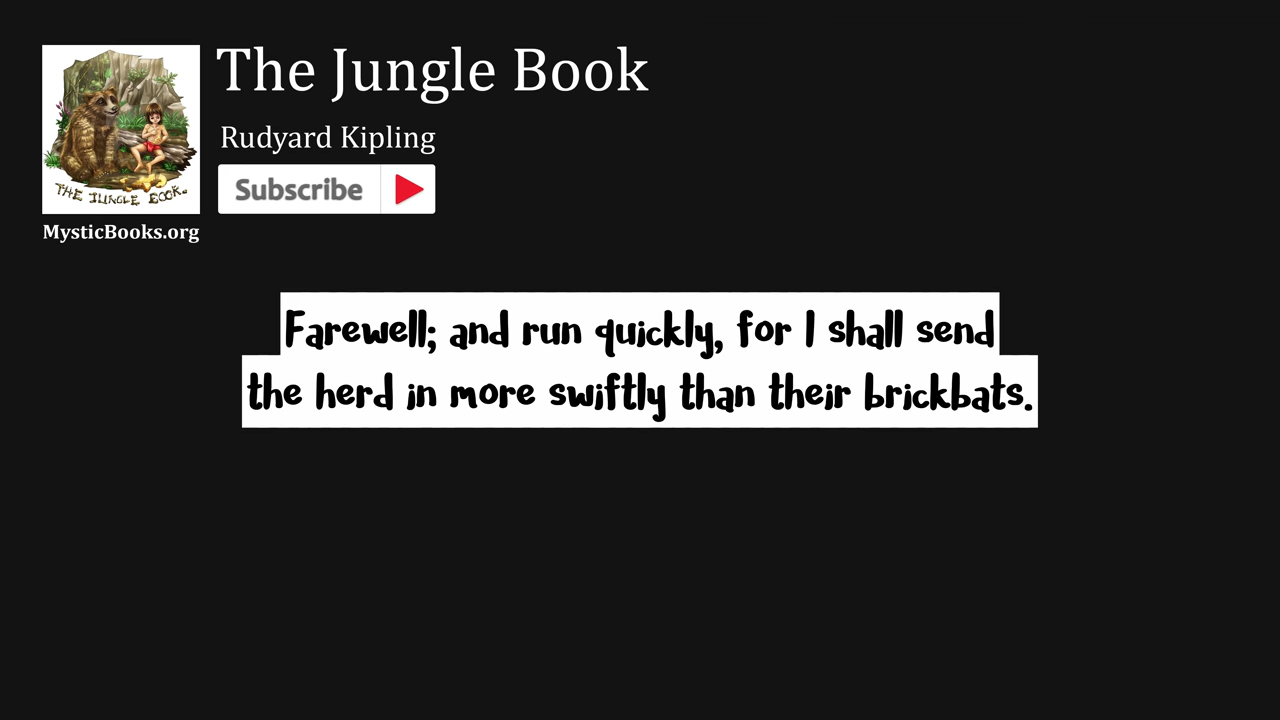 The Jungle Book
Rudyard Kipling
Subscribe
THE JUNGLE BOOK.
MysticBooks.org
Farewell; and run quickly, for I shall send
the herd in more swiftly than their brickbats.